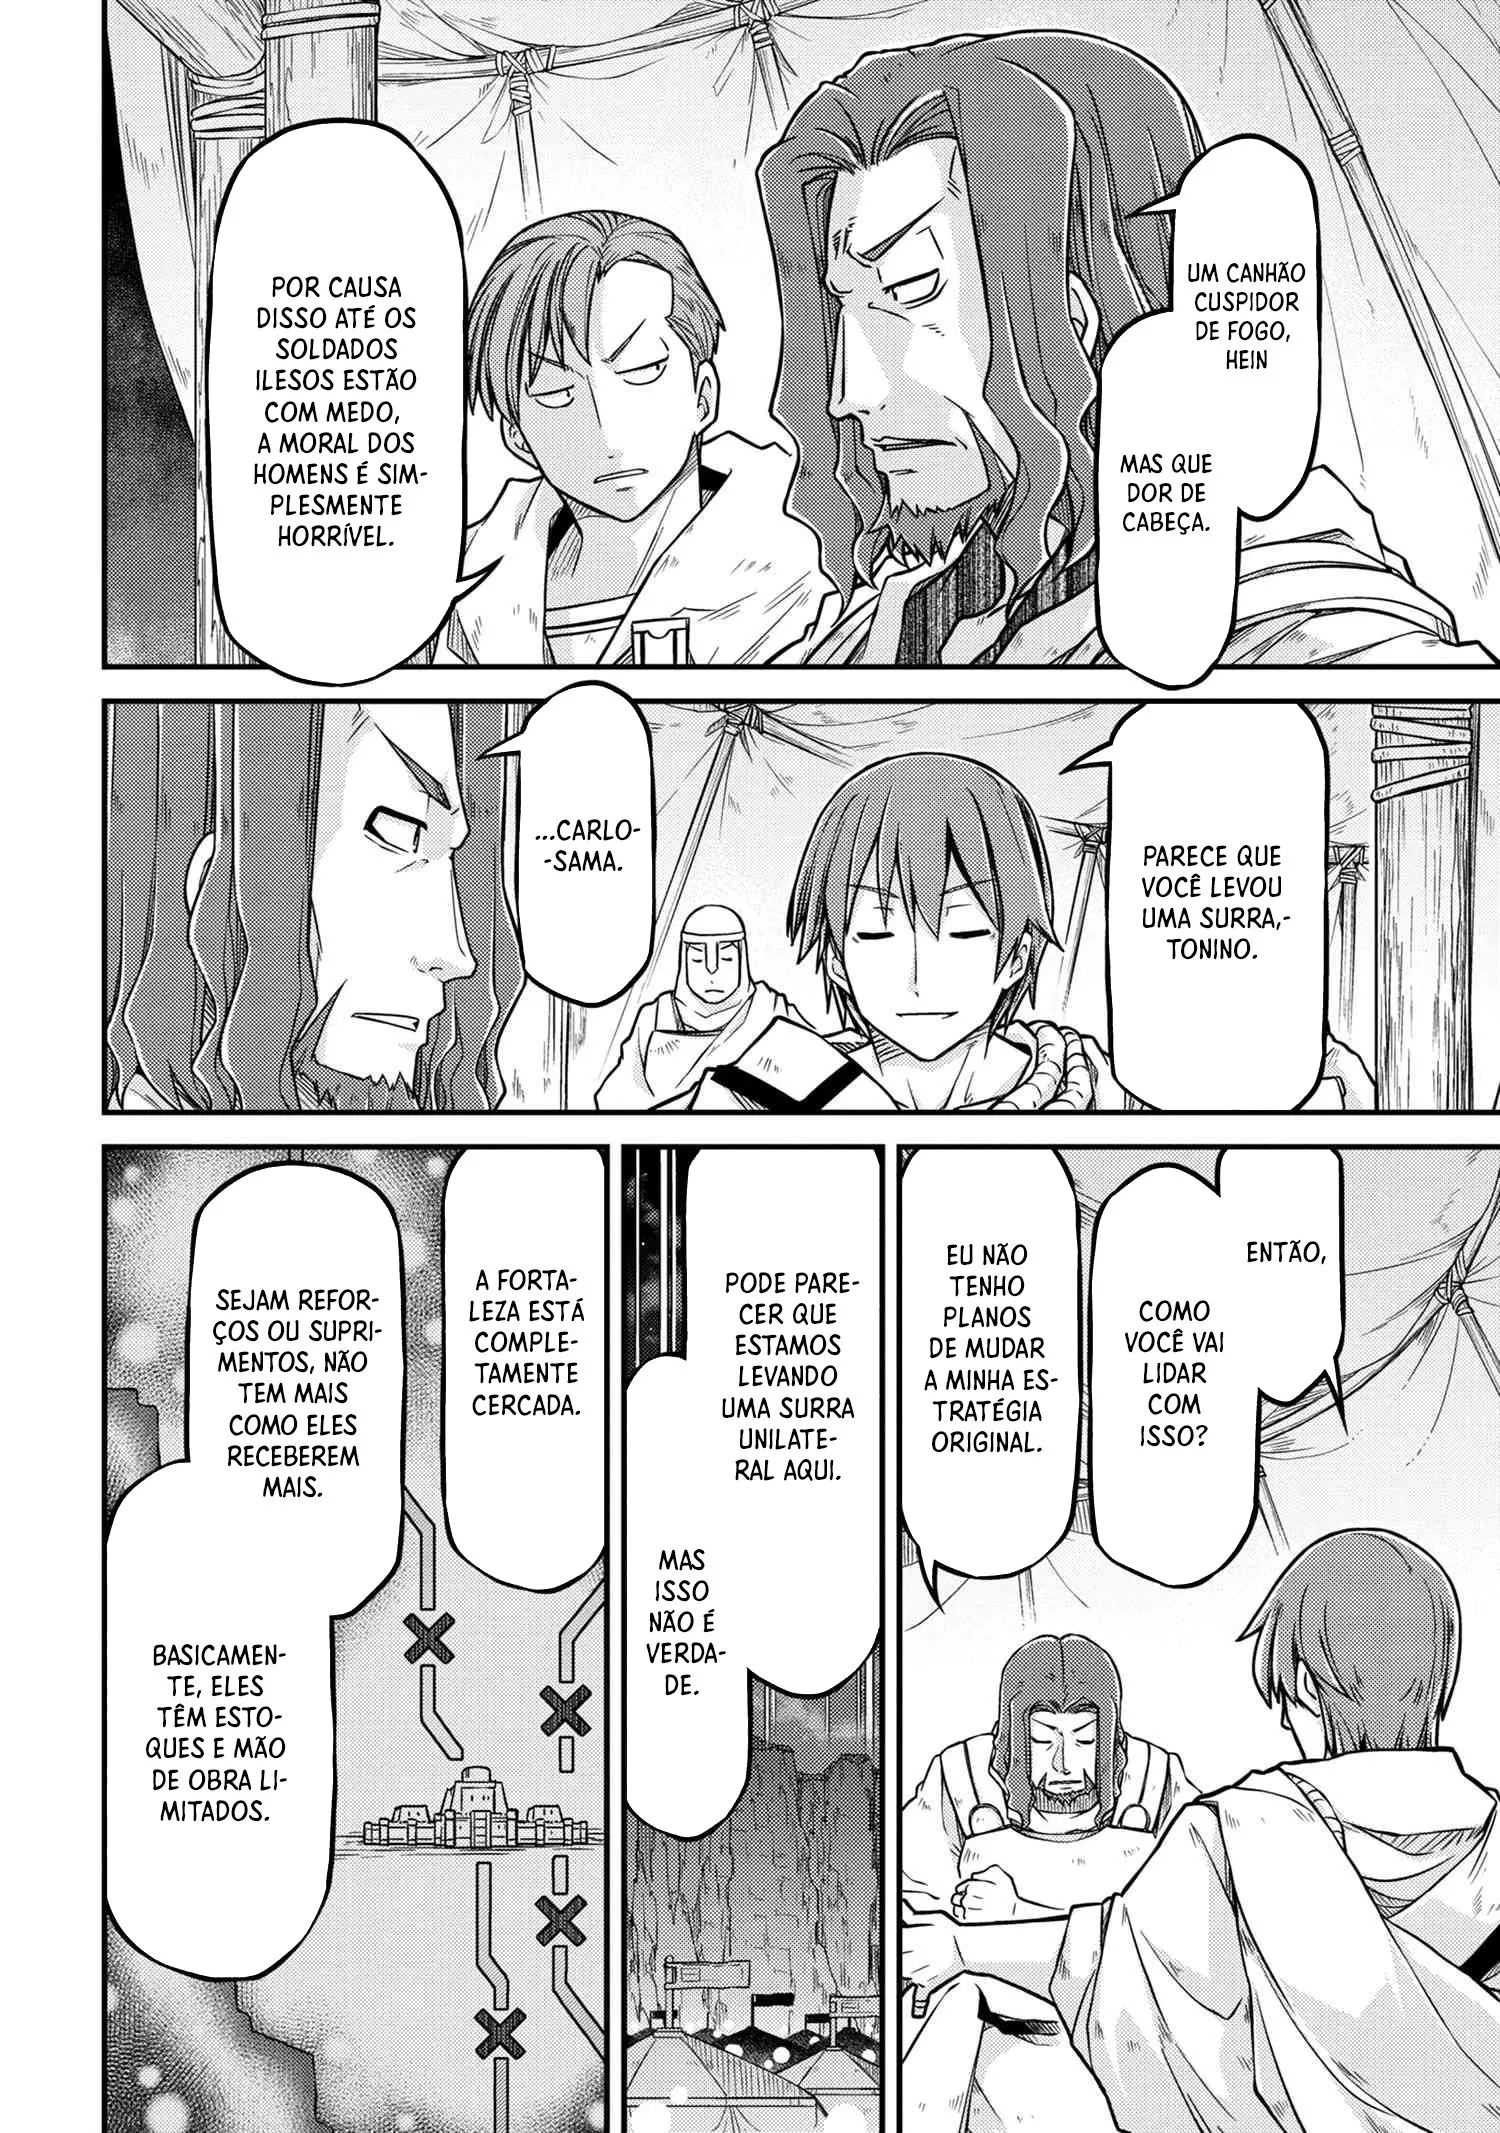 UM CANHÃO
CUSPIDOR
DE FOGO,
HEIN
MAS QUE
DOR DE
CABEÇA.
POR CAUSA
DISSO ATÉ OS
SOLDADOS
ILESOS ESTÃO
COM MEDO,
A MORAL DOS
HOMENS É SIM-
PLESMENTE
HORRÍVEL.
PARECE QUE
VOCÊ LEVOU
UMA SURRA,-
TONINO.
...CARLO-
-SAMA.
ENTÃO,
COMO
VOCÊ VAI
LIDAR
COM
ISSO?
EU NÃO
TENHO
PLANOS
DE MUDAR
A MINHA ES-
TRATÉGIA
ORIGINAL.
PODE PARE-
CER QUE
ESTAMOS
LEVANDO
UMA SURRA
UNILATE-
RAL AQUI.
MAS
ISSO
NÃO É
VERDA-
DE.
A FORTA-
LEZA ESTÁ
COMPLE-
TAMENTE
CERCADA.
SEJAM REFOR-
ÇOS OU SUPRI-
MENTOS, NÃO
TEM MAIS
COMO ELES
RECEBEREM
MAIS.
BASICAMEN-
TE, ELES
TÊM ESTO-
QUES E MÃO
DE OBRA LI-
MITADOS.